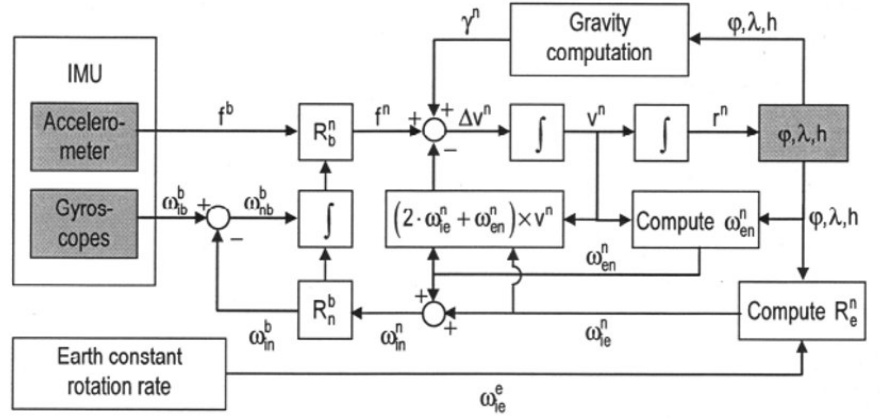 IMU
Accelero-
meter
Gyros-
copes
f^b
ω_ib^b
+
−
ω_nb^b
R_b^n
∫
R_n^b
ω_in^b
f^n
γ^n
+ +
−
Δv^n
∫
v^n
∫
r^n
φ,λ,h
Gravity
computation
φ,λ,h
(2·ω_ie^n + ω_en^n)×v^n
Compute ω_en^n
φ,λ,h
ω_en^n
+
+
ω_in^n
ω_ie^n
Compute R_e^n
Earth constant
rotation rate
ω_ie^e